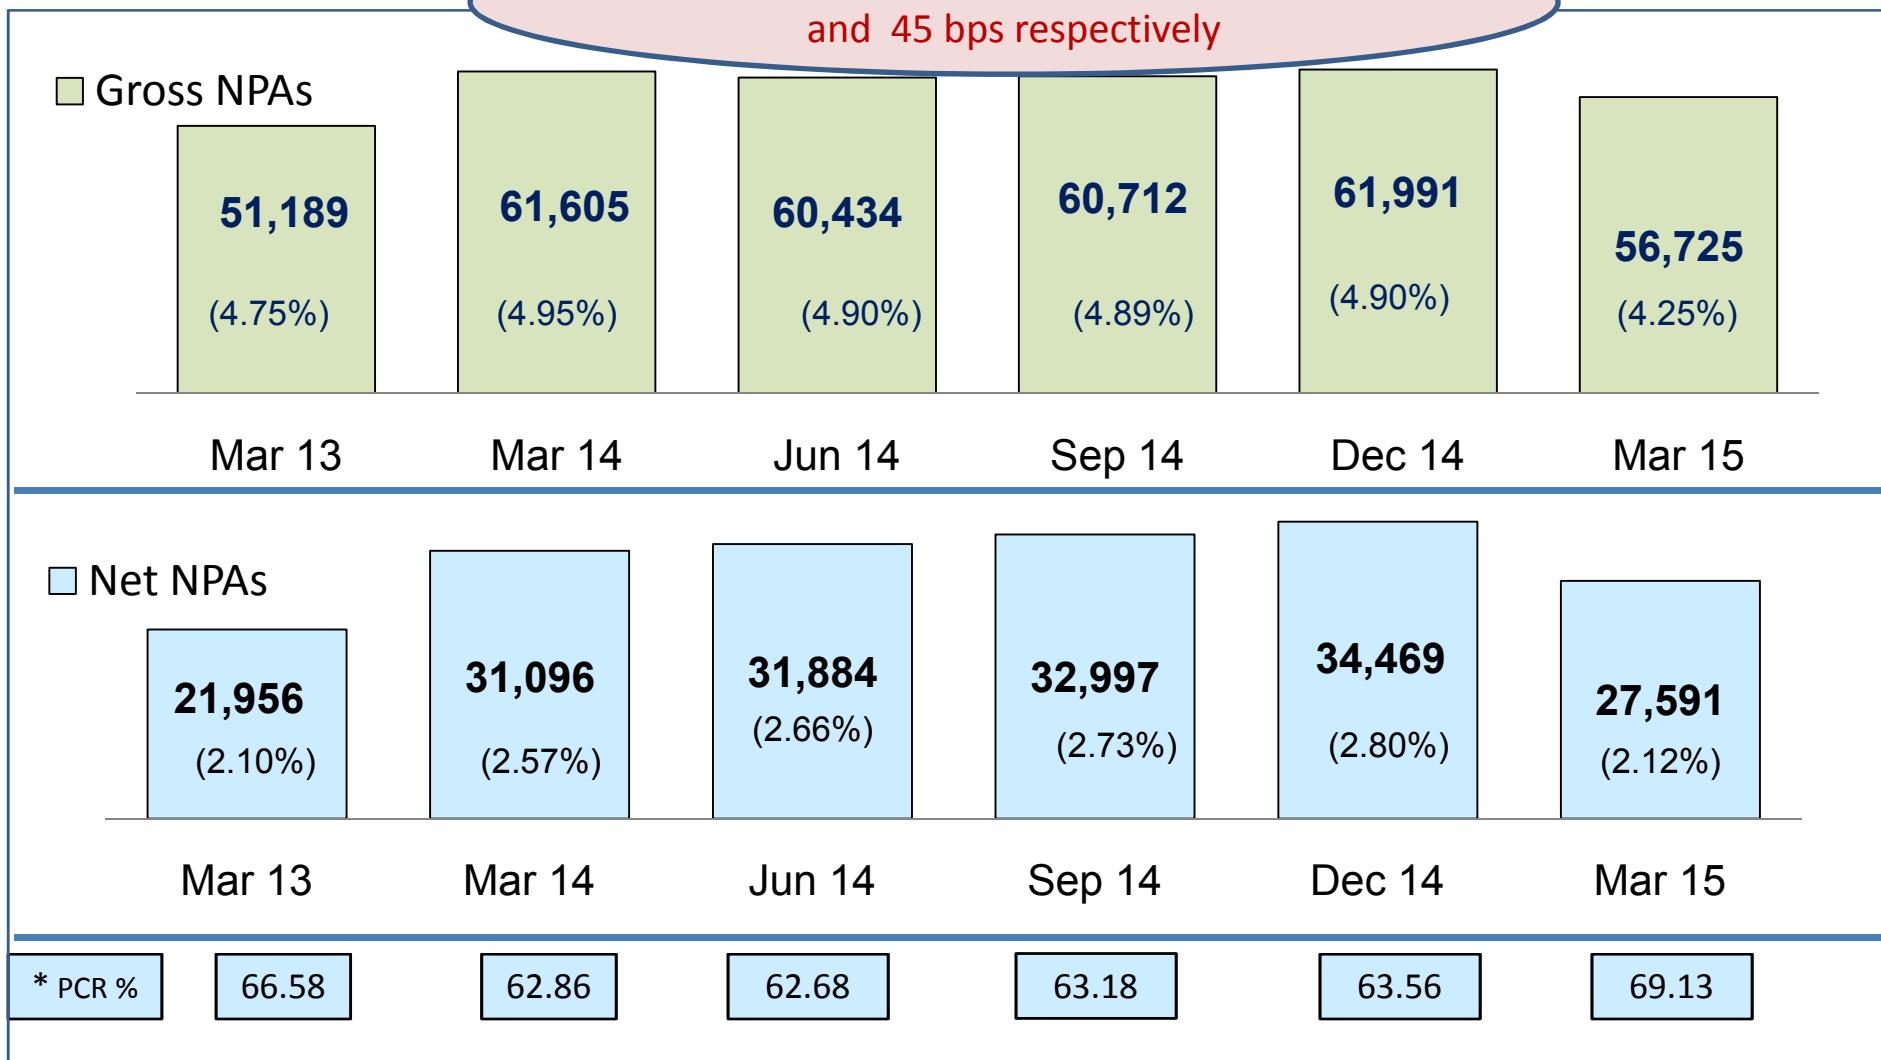 and 45 bps respectively
Gross NPAs
51,189 61,605 60,434 60,712 61,991 56,725
(4.75%) (4.95%) (4.90%) (4.89%) (4.90%) (4.25%)
Mar 13 Mar 14 Jun 14 Sep 14 Dec 14 Mar 15
Net NPAs
21,956 31,096 31,884 32,997 34,469 27,591
(2.10%) (2.57%) (2.66%) (2.73%) (2.80%) (2.12%)
Mar 13 Mar 14 Jun 14 Sep 14 Dec 14 Mar 15
* PCR % 66.58 62.86 62.68 63.18 63.56 69.13